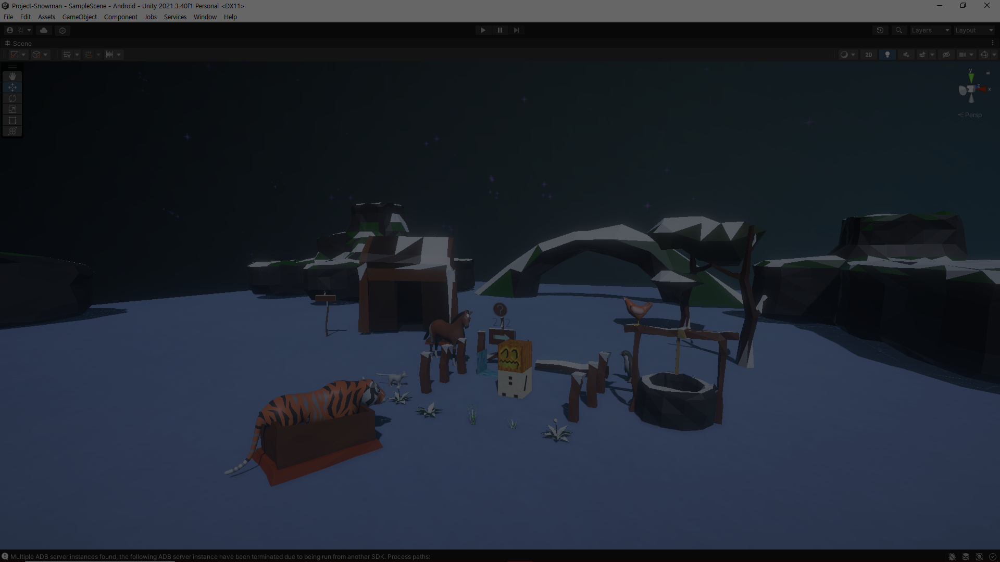 Project-Snowman - SampleScene - Android - Unity 2021.3.40f1 Personal <DX11>
File Edit Assets GameObject Component Jobs Services Window Help
김
Layers
Layout
Scene
2D
y
z
x
Persp
?
Multiple ADB server instances found, the following ADB server instance have been terminated due to being run from another SDK. Process paths: